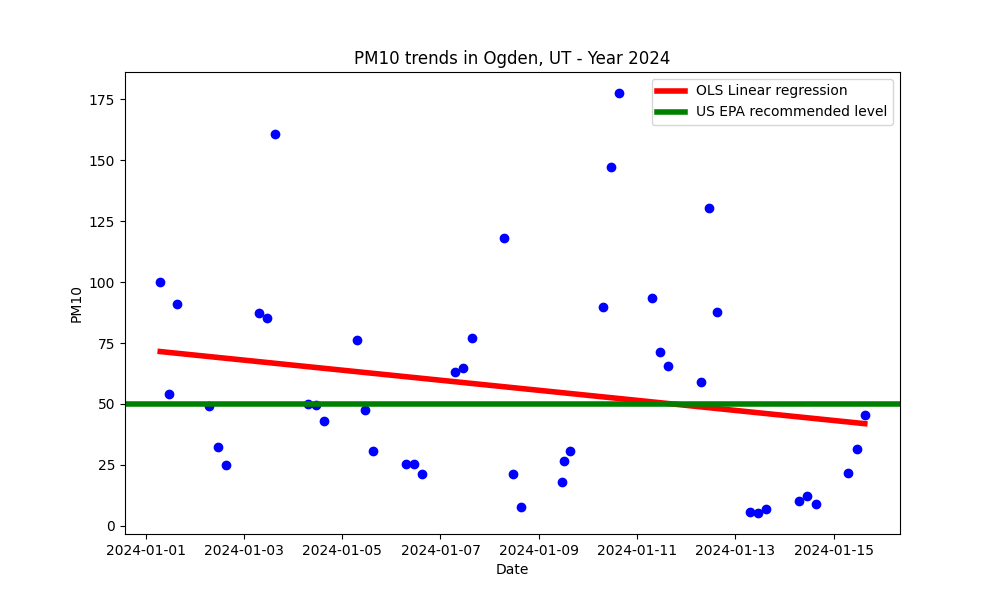 PM10 trends in Ogden, UT - Year 2024
OLS Linear regression
US EPA recommended level
175
150
125
100
75
50
25
0
PM10
2024-01-01 2024-01-03 2024-01-05 2024-01-07 2024-01-09 2024-01-11 2024-01-13 2024-01-15
Date